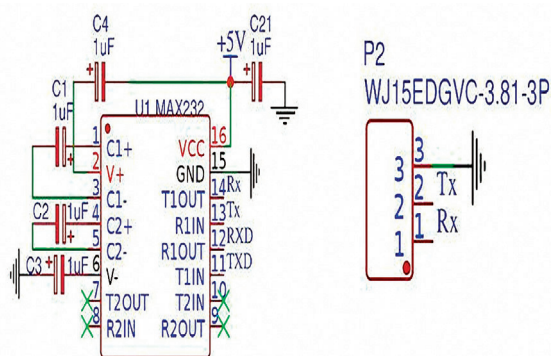 C4
1uF
+5V
C21
1uF
C1
1uF
U1 MAX232
1 C1+ VCC 16
2 V+ GND 15
3 C1- T1OUT 14 Rx
4 C2+ R1IN 13 Tx
5 C2- R1OUT 12 RXD
6 V- T1IN 11 TXD
7 T2OUT T2IN 10
8 R2IN R2OUT 9
C2
1uF
C3
1uF
P2
WJ15EDGVC-3.81-3P
3 3
2 2 Tx
1 1 Rx